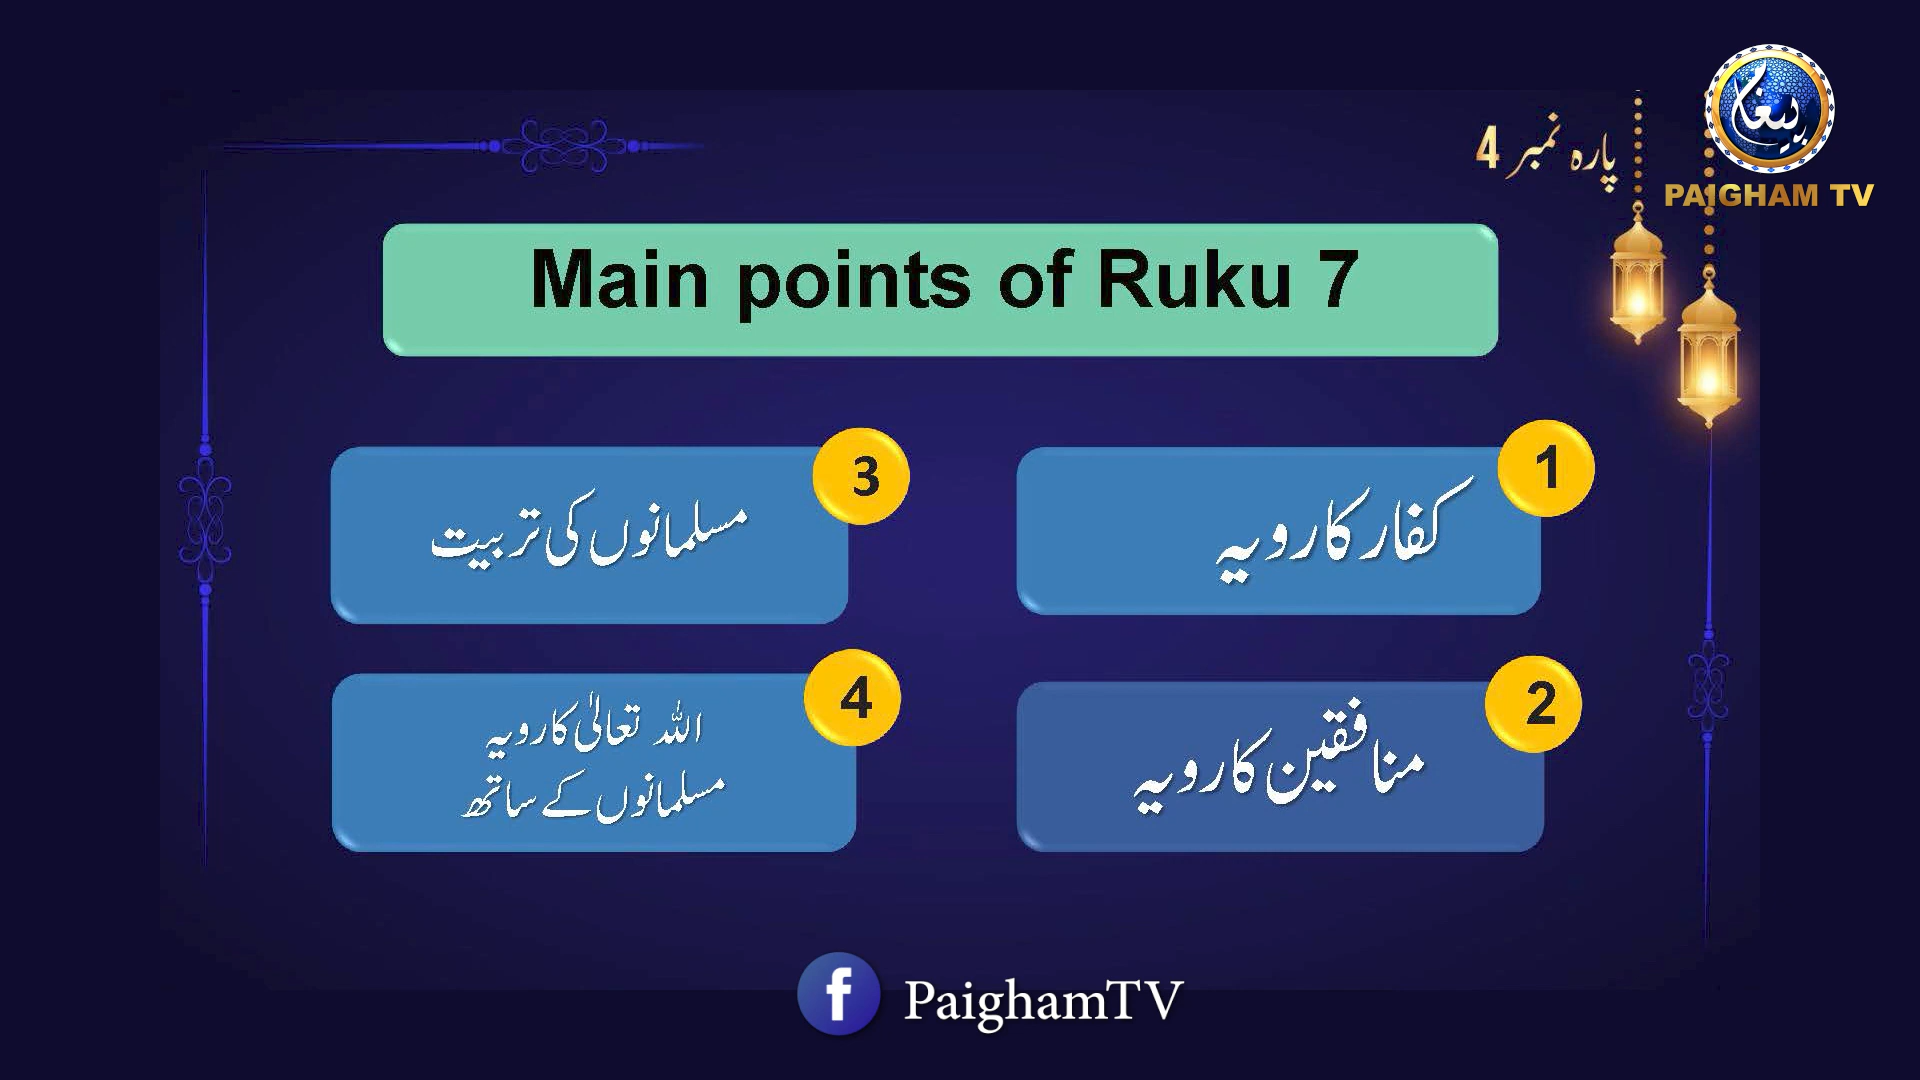 پیغام
PAIGHAM TV
پارہ نمبر 4
Main points of Ruku 7
1
کفار کا رویہ
2
منافقین کا رویہ
3
مسلمانوں کی تربیت
4
اللہ تعالیٰ کا رویہ
مسلمانوں کے ساتھ
f PaighamTV